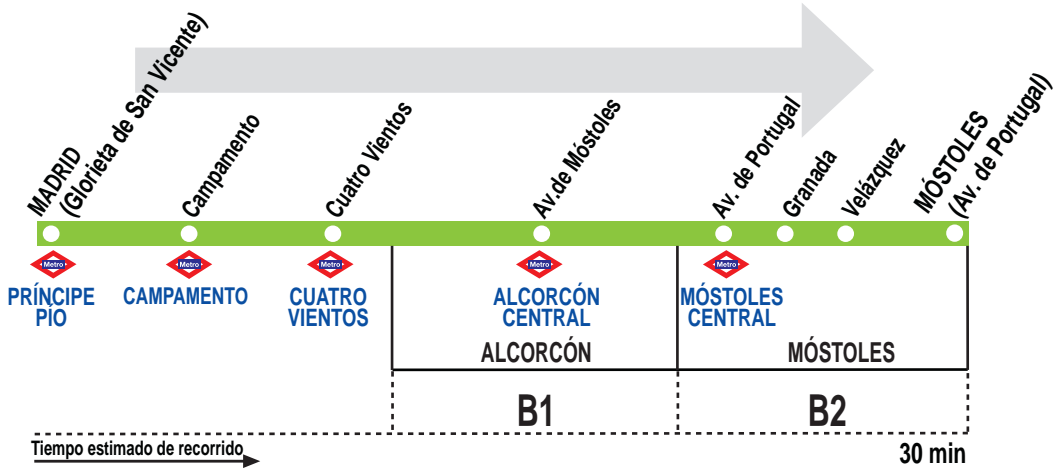 MADRID
(Glorieta de San Vicente)
Campamento
Cuatro Vientos
Av.de Móstoles
Av. de Portugal
Granada
Velázquez
MÓSTOLES
(Av. de Portugal)
Metro
Metro
Metro
Metro
Metro
PRÍNCIPE
PÍO
CAMPAMENTO
CUATRO
VIENTOS
ALCORCÓN
CENTRAL
MÓSTOLES
CENTRAL
ALCORCÓN
MÓSTOLES
B1
B2
Tiempo estimado de recorrido
30 min